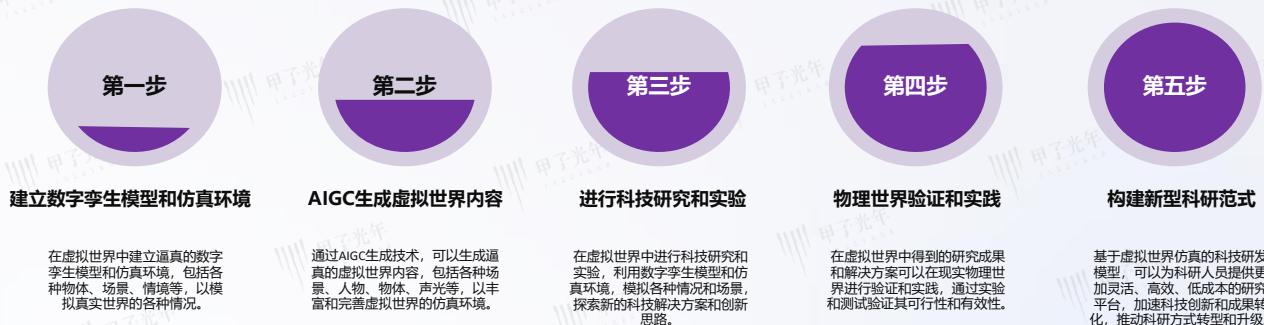 第一步
第二步
第三步
第四步
第五步
建立数字孪生模型和仿真环境
AIGC生成虚拟世界内容
进行科技研究和实验
物理世界验证和实践
构建新型科研范式
在虚拟世界中建立逼真的数字
孪生模型和仿真环境，包括各
种物体、场景、情境等，以模
拟真实世界的各种情况。
通过AIGC生成技术，可以生成逼
真的虚拟世界内容，包括各种场
景、人物、物体、声光等，以丰
富和完善虚拟世界的仿真环境。
在虚拟世界中进行科技研究和
实验，利用数字孪生模型和仿
真环境，模拟各种情况和场景，
探索新的科技解决方案和创新
思路。
在虚拟世界中得到的研究成果
和解决方案可以在现实物理世
界进行验证和实践，通过实验
和测试验证其可行性和有效性。
基于虚拟世界仿真的科技研发
模型，可以为科研人员提供更
加灵活、高效、低成本的研究
平台，加速科技创新和成果转
化，推动科研方式转型和升级
甲子光年